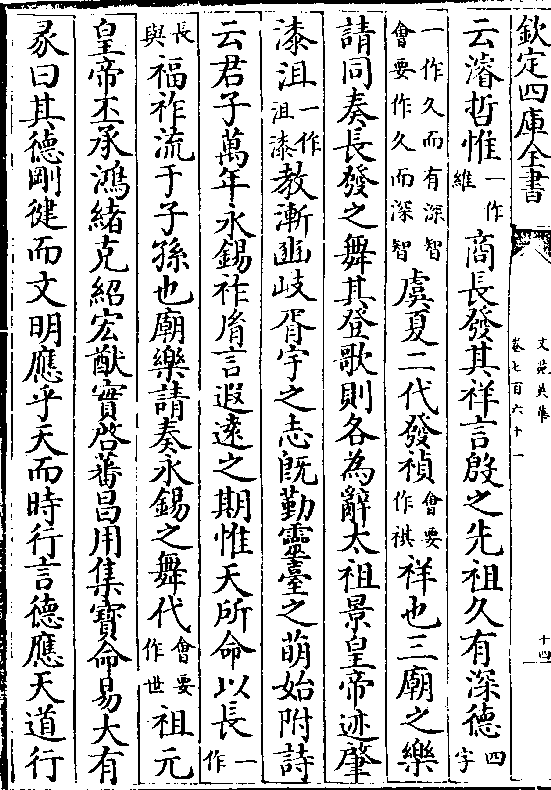 欽定四庫全書
文苑英華
卷七百六十一
十四
云濬哲惟一作維商長發其祥言殷之先祖久有深德四字
一作久而有深智會要作久而深智虞夏二代發禎會要作祺祥也三廟之樂
請同奏長發之舞其登歌則各為辭太祖景皇帝迹肇
漆沮一作沮漆教漸豳岐胥宇之志旣勤靈臺之萌始附詩
云君子萬年永錫祚𦙍言遐逺之期惟天所命以長一作
長與福祚流于子孫也廟樂請奏永錫之舞代㑹要作世祖元
皇帝丕承鴻緒克紹宏猷實啓蕃昌用集寳命易大有
彖曰其德剛健而文明應乎天而時行言德應天道行